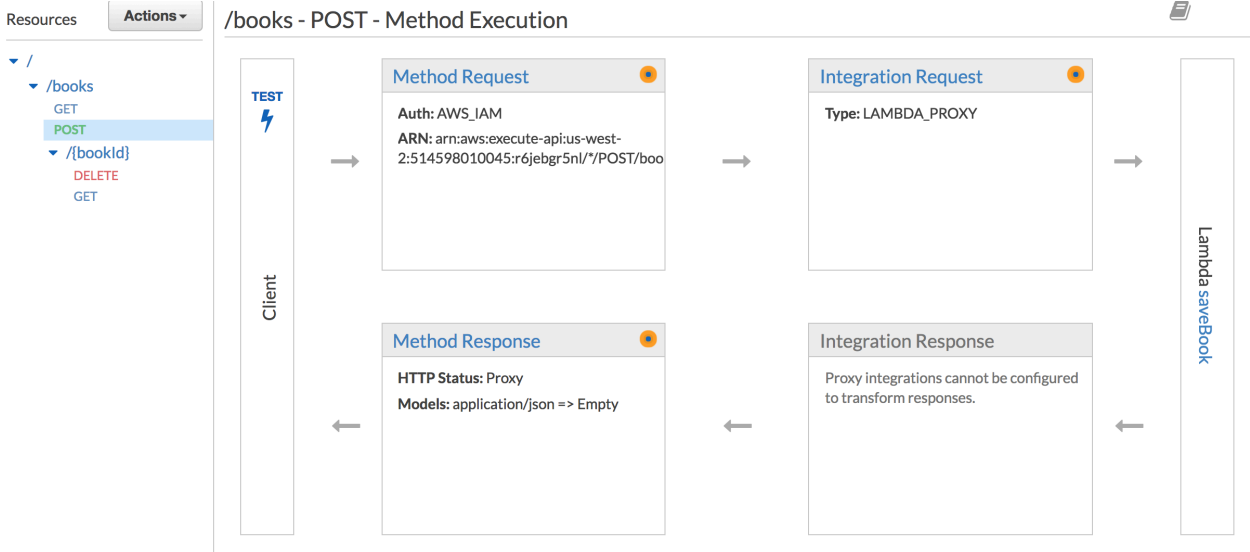 Resources
Actions
/
/books
GET
POST
/{bookId}
DELETE
GET
/books - POST - Method Execution
TEST
Client
Method Request
Auth: AWS_IAM
ARN: arn:aws:execute-api:us-west-
2:514598010045:r6jebgr5nl/*/POST/boo
Integration Request
Type: LAMBDA_PROXY
Lambda saveBook
Method Response
HTTP Status: Proxy
Models: application/json => Empty
Integration Response
Proxy integrations cannot be configured
to transform responses.